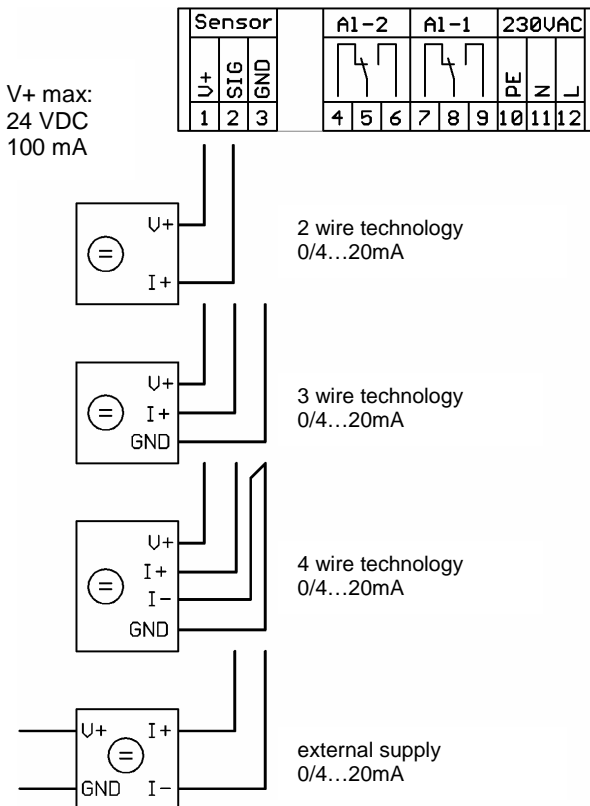 Sensor Al-2 Al-1 230VAC
V+ SIG GND PE N L
1 2 3 4 5 6 7 8 9 10 11 12
V+ max:
24 VDC
100 mA
V+
I+
2 wire technology
0/4…20mA
V+
I+
GND
3 wire technology
0/4…20mA
V+
I+
I-
GND
4 wire technology
0/4…20mA
V+ I+
GND I-
external supply
0/4…20mA